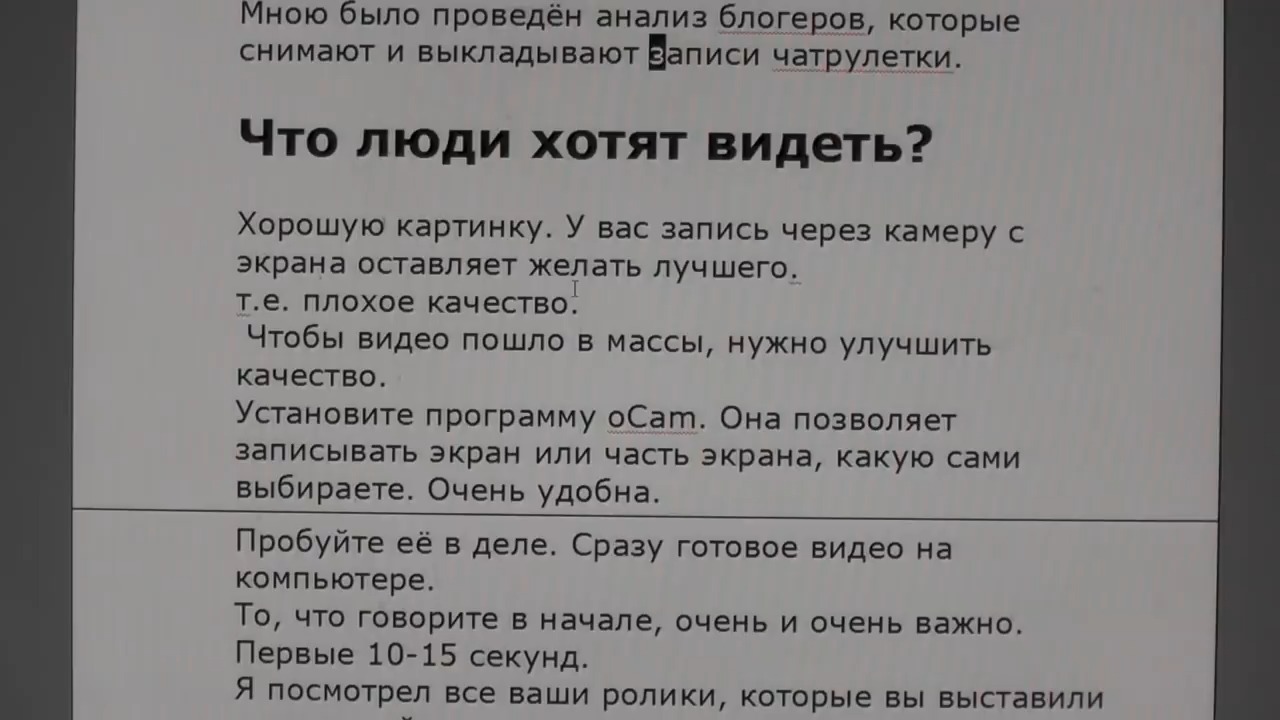 Мною было проведён анализ блогеров, которые
снимают и выкладывают записи чатрулетки.
Что люди хотят видеть?
Хорошую картинку. У вас запись через камеру с
экрана оставляет желать лучшего.
т.е. плохое качество.
Чтобы видео пошло в массы, нужно улучшить
качество.
Установите программу oCam. Она позволяет
записывать экран или часть экрана, какую сами
выбираете. Очень удобна.
Пробуйте её в деле. Сразу готовое видео на
компьютере.
То, что говорите в начале, очень и очень важно.
Первые 10-15 секунд.
Я посмотрел все ваши ролики, которые вы выставили